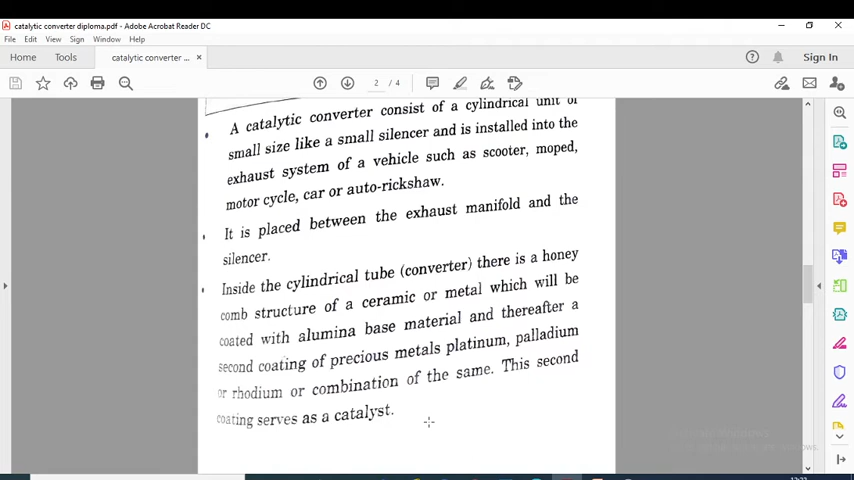 catalytic converter diploma.pdf - Adobe Acrobat Reader DC
File Edit View Sign Window Help
Home Tools catalytic converter ... × Sign In
2 / 4
A catalytic converter consist of a cylindrical unit of
small size like a small silencer and is installed into the
exhaust system of a vehicle such as scooter, moped,
motor cycle, car or auto-rickshaw.
It is placed between the exhaust manifold and the
silencer.
Inside the cylindrical tube (converter) there is a honey
comb structure of a ceramic or metal which will be
coated with alumina base material and thereafter a
second coating of precious metals platinum, palladium
or rhodium or combination of the same. This second
coating serves as a catalyst.